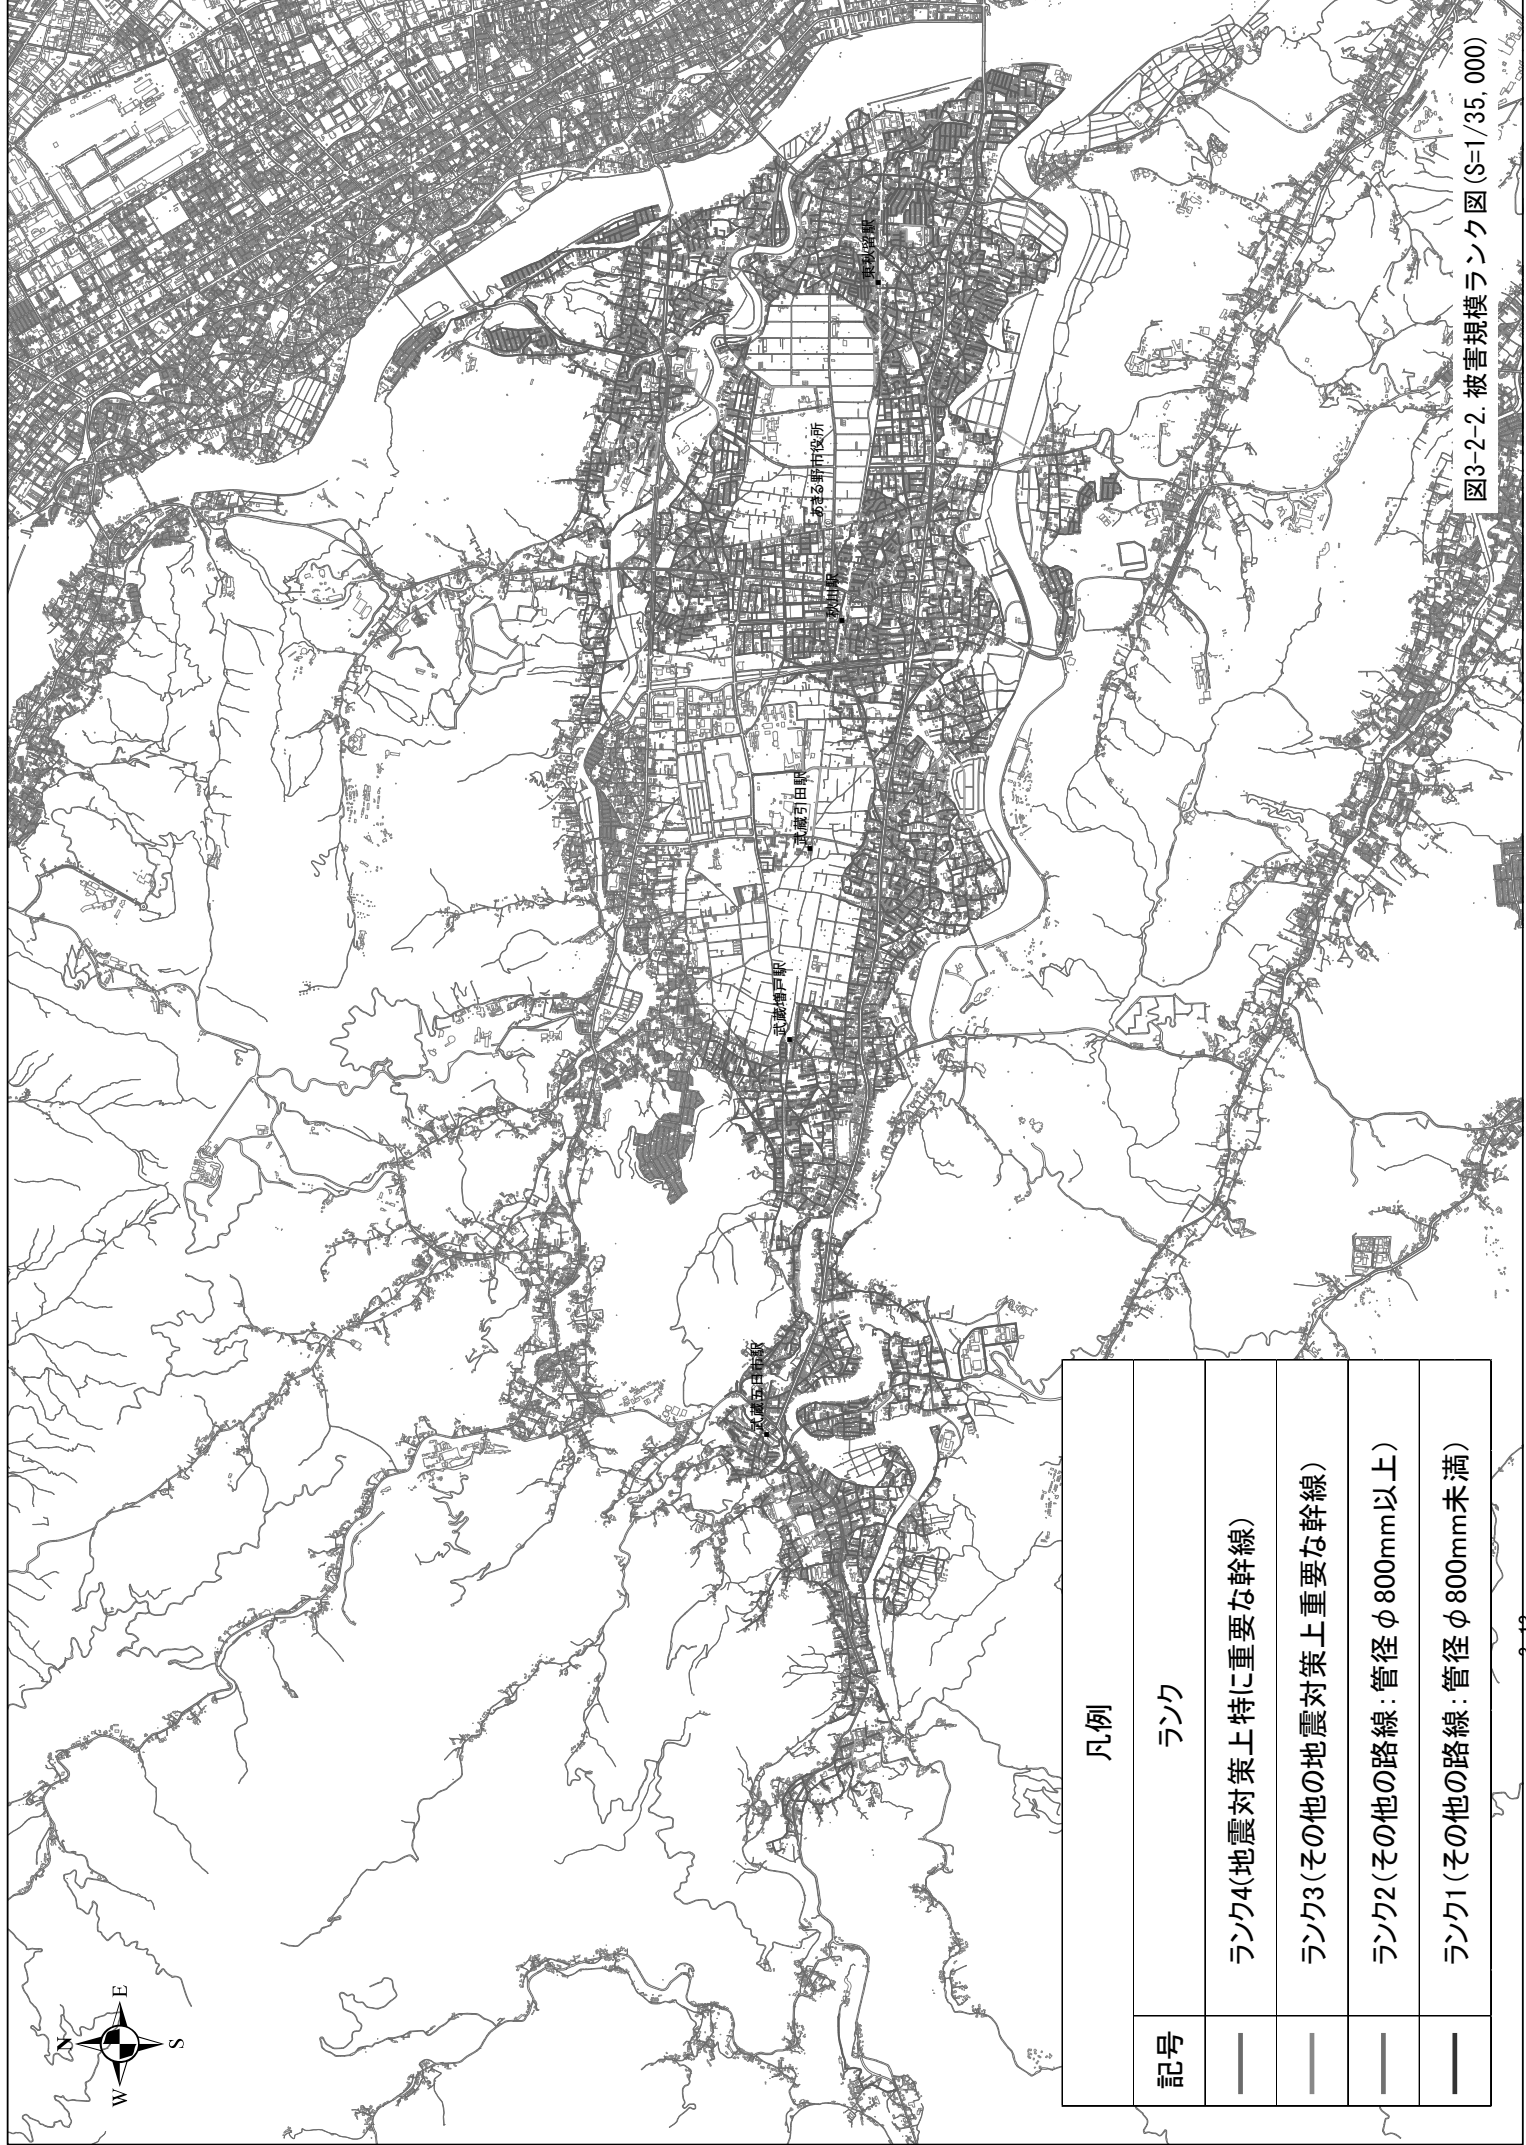 N
W
E
S
武蔵五日市駅
武蔵増戸駅
武蔵引田駅
秋川駅
あきる野市役所
東秋留駅
凡例
記号 ランク
ランク4(地震対策上特に重要な幹線)
ランク3(その他の地震対策上重要な幹線)
ランク2(その他の路線:管径φ800mm以上)
ランク1(その他の路線:管径φ800mm未満)
図3-2-2. 被害規模ランク図(S=1/35,000)